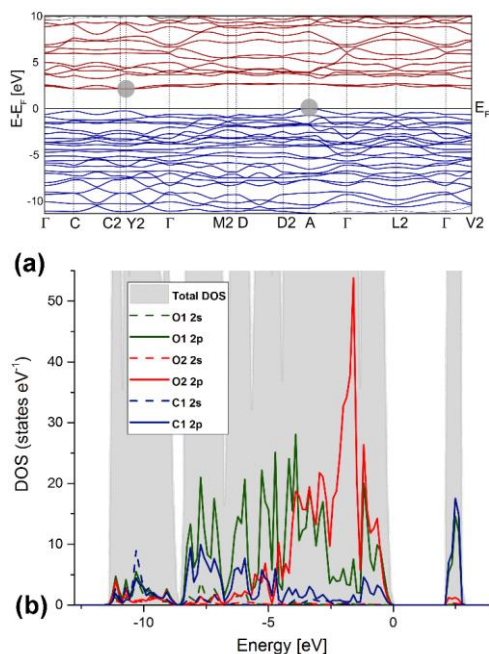 10
5
0
-5
-10
E-E_F [eV]
E_F
Γ C C2 Y2 Γ M2 D D2 A Γ L2 Γ V2
(a)
50
40
30
20
10
0
DOS (states eV⁻¹)
Total DOS
O1 2s
O1 2p
O2 2s
O2 2p
C1 2s
C1 2p
(b)
-10 -5 0
Energy [eV]